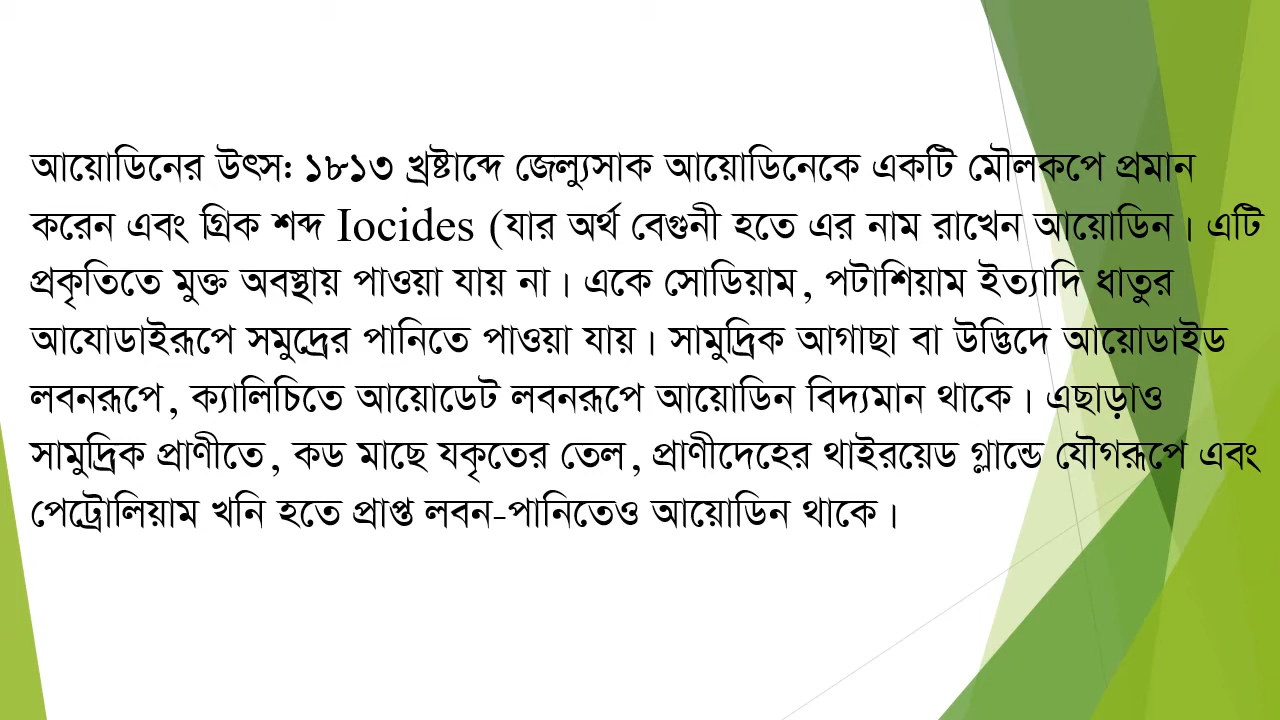 আয়োডিনের উৎস: ১৮১৩ খ্রষ্টাব্দে জেল্যুসাক আয়োডিনেকে একটি মৌলকপে প্রমান
করেন এবং গ্রিক শব্দ Iocides (যার অর্থ বেগুনী হতে এর নাম রাখেন আয়োডিন। এটি
প্রকৃতিতে মুক্ত অবস্থায় পাওয়া যায় না। একে সোডিয়াম, পটাশিয়াম ইত্যাদি ধাতুর
আযোডাইরূপে সমুদ্রের পানিতে পাওয়া যায়। সামুদ্রিক আগাছা বা উদ্ভিদে আয়োডাইড
লবনরূপে, ক্যালিচিতে আয়োডেট লবনরূপে আয়োডিন বিদ্যমান থাকে। এছাড়াও
সামুদ্রিক প্রাণীতে, কড মাছে যকৃতের তেল, প্রাণীদেহের থাইরয়েড গ্লান্ডে যৌগরূপে এবং
পেট্রোলিয়াম খনি হতে প্রাপ্ত লবন-পানিতেও আয়োডিন থাকে।